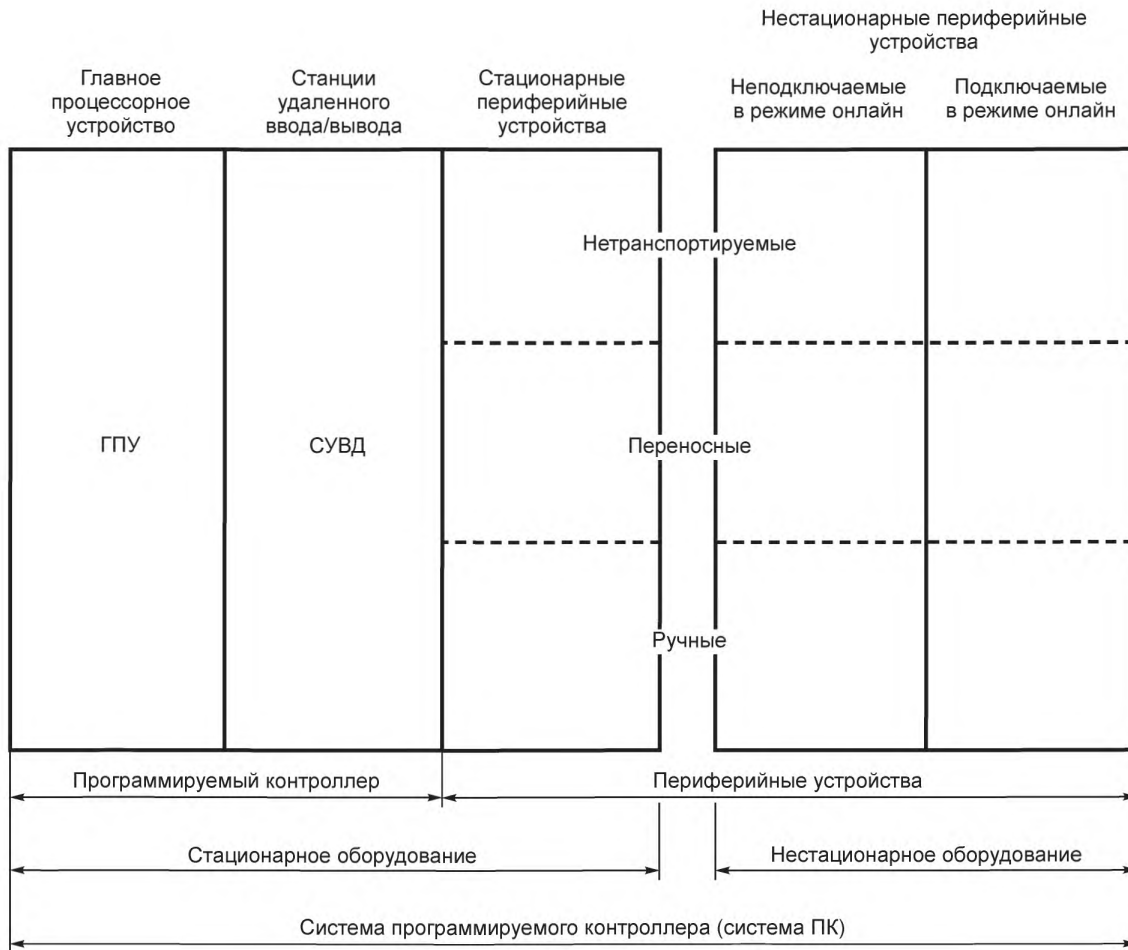 Нестационарные периферийные
устройства
Главное
процессорное
устройство
Станции
удаленного
ввода/вывода
Стационарные
периферийные
устройства
Неподключаемые
в режиме онлайн
Подключаемые
в режиме онлайн
Нетранспортируемые
ГПУ
СУВД
Переносные
Ручные
Программируемый контроллер
Периферийные устройства
Стационарное оборудование
Нестационарное оборудование
Система программируемого контроллера (система ПК)